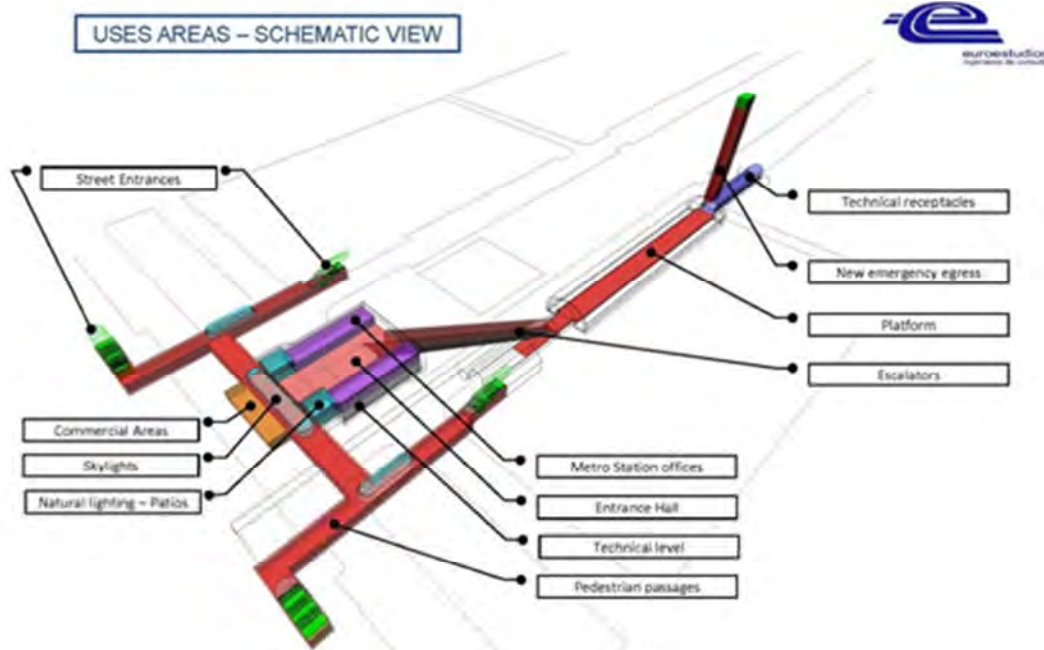 USES AREAS – SCHEMATIC VIEW
euroestudios
Street Entrances
Technical receptacles
New emergency egress
Platform
Escalators
Commercial Areas
Skylights
Natural lighting – Patios
Metro Station offices
Entrance Hall
Technical level
Pedestrian passages